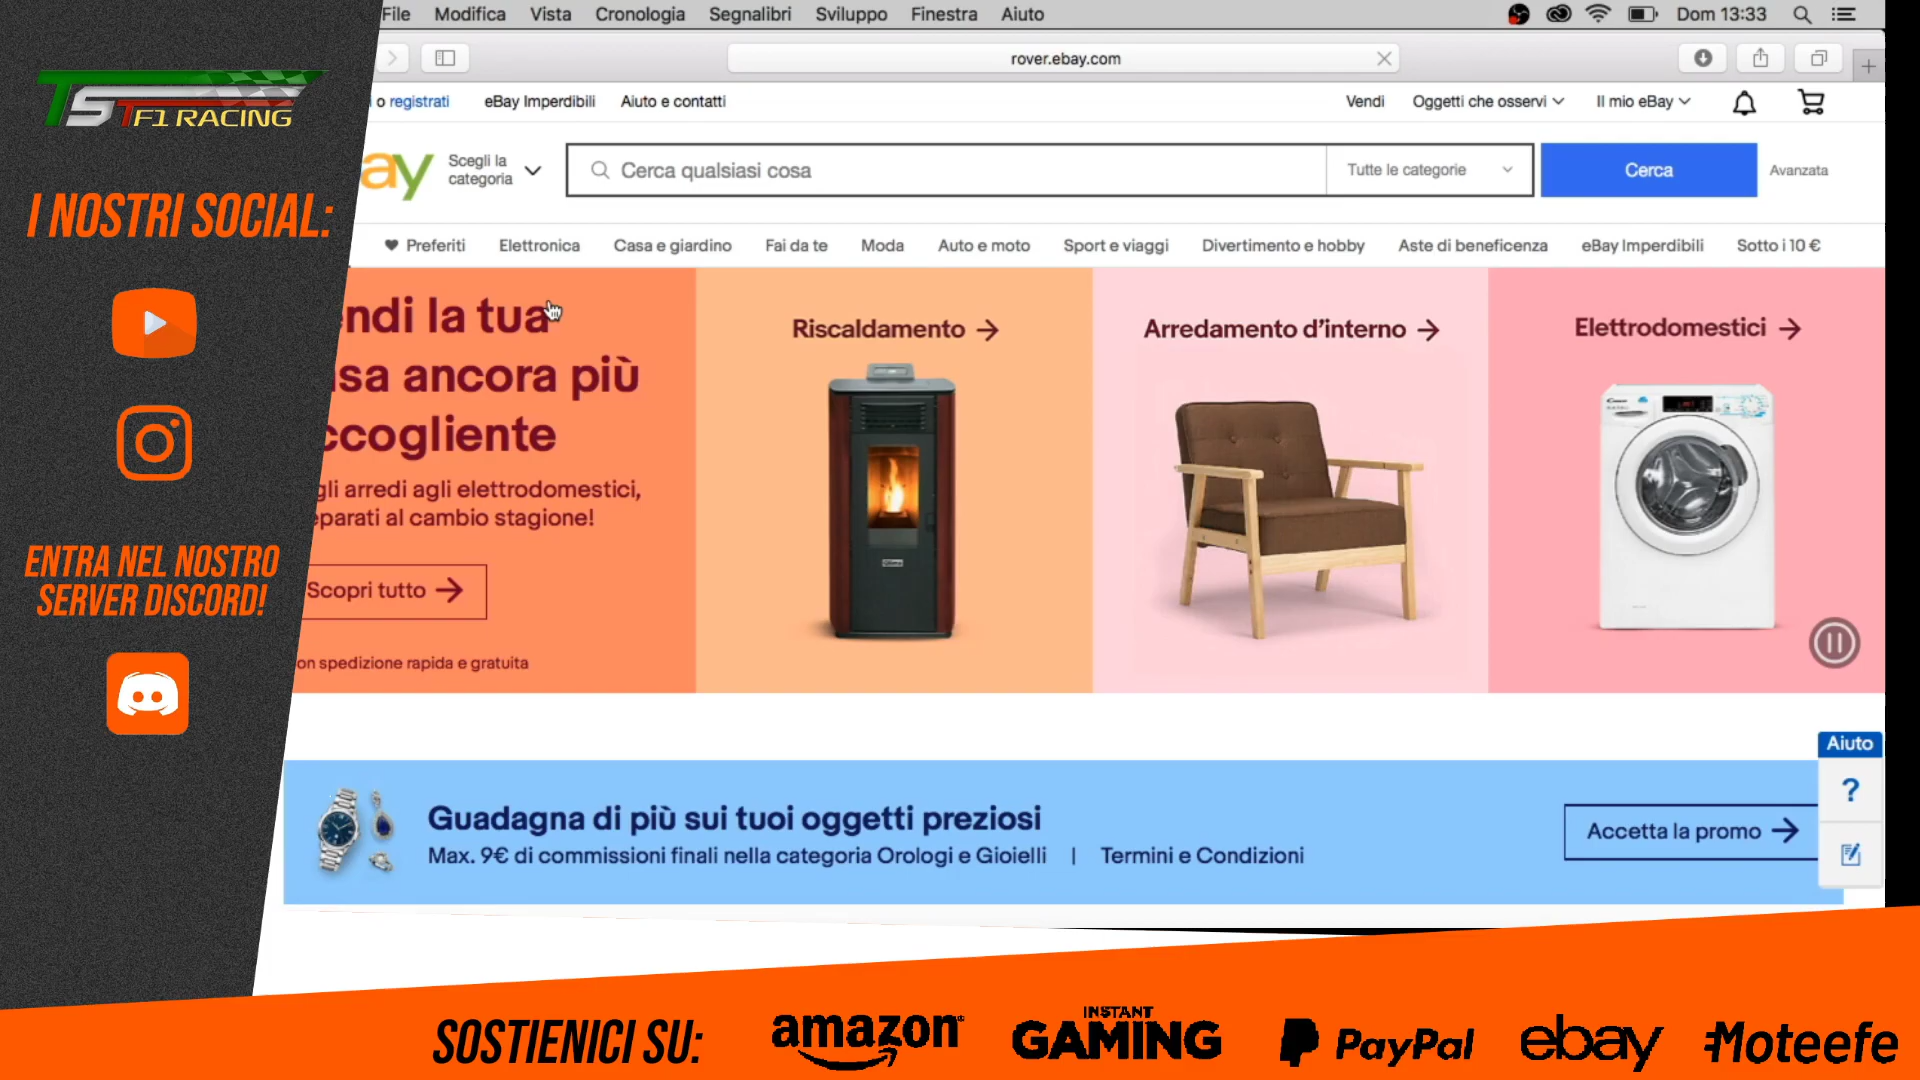 File Modifica Vista Cronologia Segnalibri Sviluppo Finestra Aiuto Dom 13:33
rover.ebay.com
o registrati eBay Imperdibili Aiuto e contatti Vendi Oggetti che osservi Il mio eBay
ay Scegli la categoria Cerca qualsiasi cosa Tutte le categorie Cerca Avanzata
Preferiti Elettronica Casa e giardino Fai da te Moda Auto e moto Sport e viaggi Divertimento e hobby Aste di beneficenza eBay Imperdibili Sotto i 10 €
ndi la tua
sa ancora più
ccogliente
gli arredi agli elettrodomestici,
eparati al cambio stagione!
Scopri tutto
on spedizione rapida e gratuita
Riscaldamento
Arredamento d'interno
Elettrodomestici
Aiuto
?
Guadagna di più sui tuoi oggetti preziosi
Max. 9€ di commissioni finali nella categoria Orologi e Gioielli | Termini e Condizioni
Accetta la promo
TST F1 RACING
I NOSTRI SOCIAL:
ENTRA NEL NOSTRO
SERVER DISCORD!
SOSTIENICI SU: amazon INSTANT GAMING PayPal ebay Moteefe